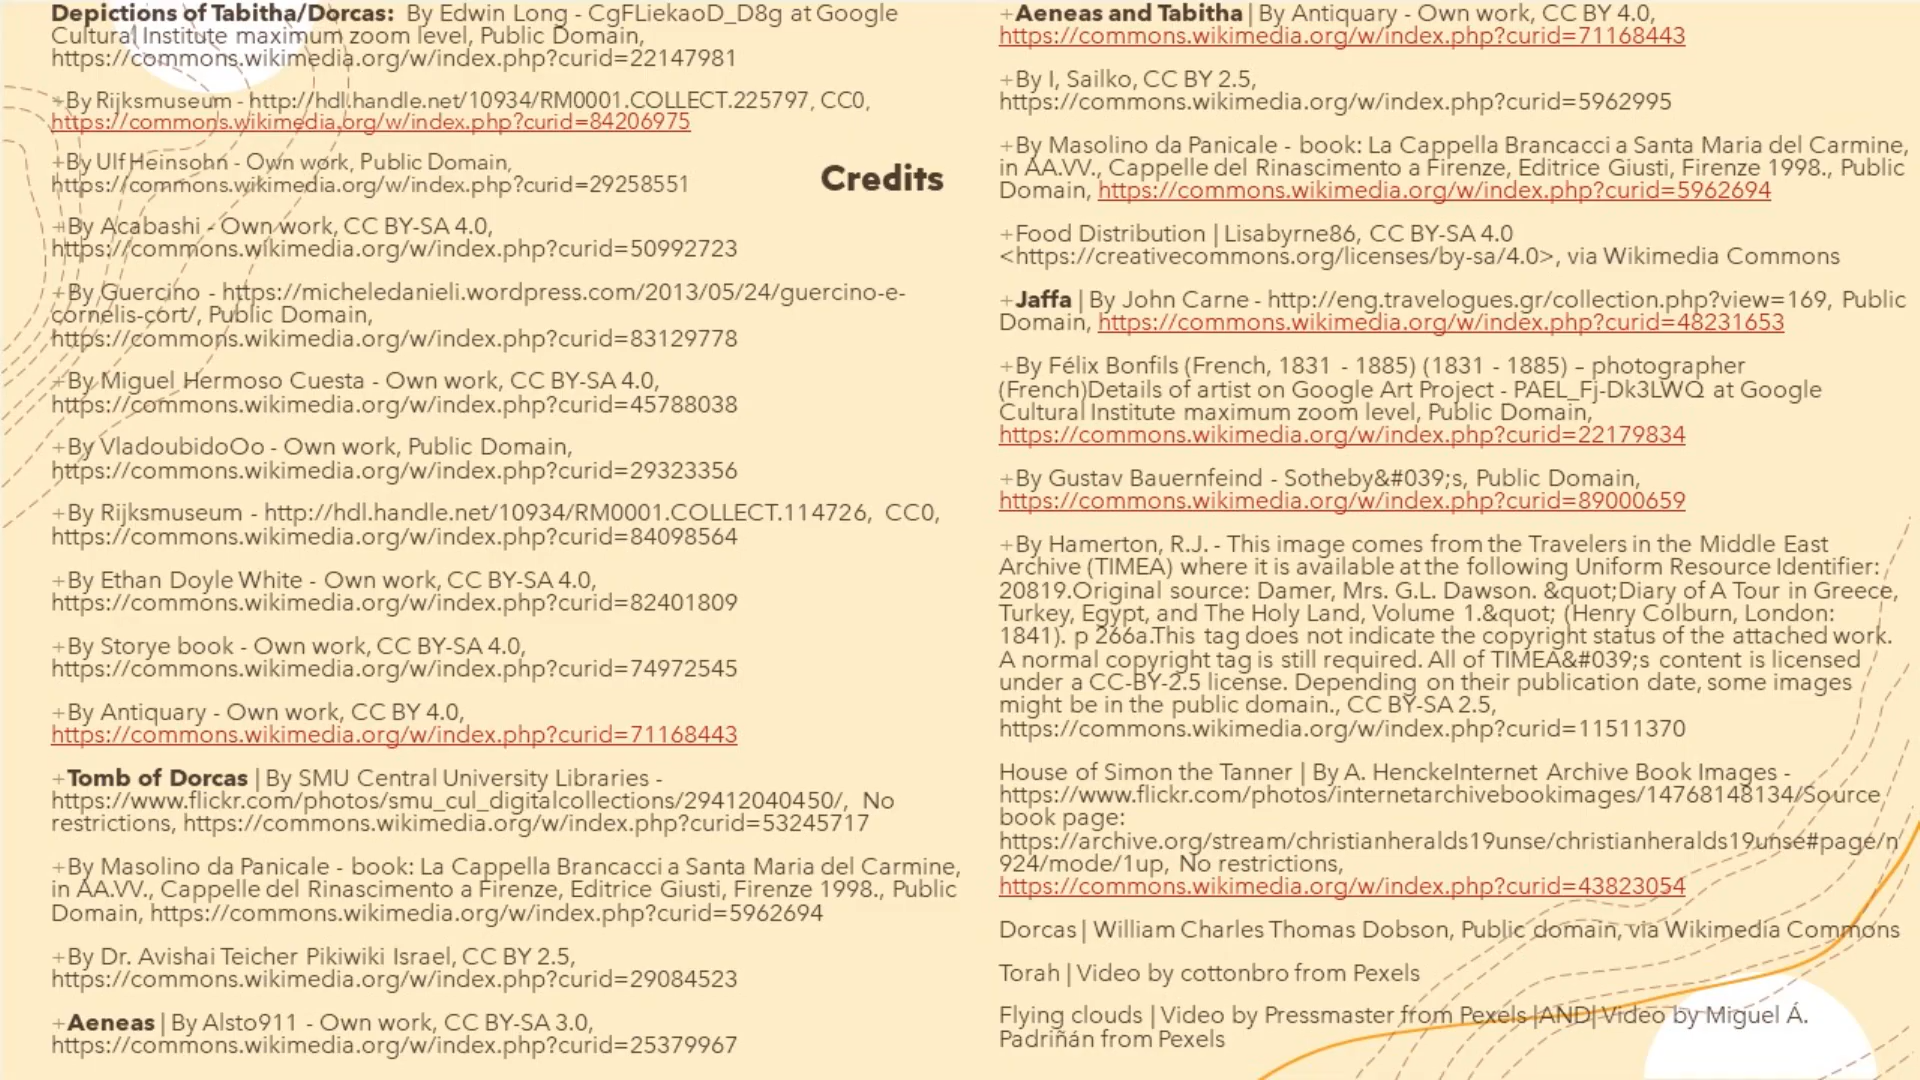 Depictions of Tabitha/Dorcas: By Edwin Long - CgFLiekaoD_D8g at Google
Cultural Institute maximum zoom level, Public Domain,
https://commons.wikimedia.org/w/index.php?curid=22147981
+By Rijksmuseum - http://hdl.handle.net/10934/RM0001.COLLECT.225797, CC0,
https://commons.wikimedia.org/w/index.php?curid=84206975
+By Ulf Heinsohn - Own work, Public Domain,
https://commons.wikimedia.org/w/index.php?curid=29258551
Credits
+By Acabashi - Own work, CC BY-SA 4.0,
https://commons.wikimedia.org/w/index.php?curid=50992723
+By Guercino - https://micheledanieli.wordpress.com/2013/05/24/guercino-e-
cornelis-cort/, Public Domain,
https://commons.wikimedia.org/w/index.php?curid=83129778
+By Miguel Hermoso Cuesta - Own work, CC BY-SA 4.0,
https://commons.wikimedia.org/w/index.php?curid=45788038
+By VladoubidoOo - Own work, Public Domain,
https://commons.wikimedia.org/w/index.php?curid=29323356
+By Rijksmuseum - http://hdl.handle.net/10934/RM0001.COLLECT.114726, CC0,
https://commons.wikimedia.org/w/index.php?curid=84098564
+By Ethan Doyle White - Own work, CC BY-SA 4.0,
https://commons.wikimedia.org/w/index.php?curid=82401809
+By Storye book - Own work, CC BY-SA 4.0,
https://commons.wikimedia.org/w/index.php?curid=74972545
+By Antiquary - Own work, CC BY 4.0,
https://commons.wikimedia.org/w/index.php?curid=71168443
+Tomb of Dorcas | By SMU Central University Libraries -
https://www.flickr.com/photos/smu_cul_digitalcollections/29412040450/, No
restrictions, https://commons.wikimedia.org/w/index.php?curid=53245717
+By Masolino da Panicale - book: La Cappella Brancacci a Santa Maria del Carmine,
in AA.VV., Cappelle del Rinascimento a Firenze, Editrice Giusti, Firenze 1998., Public
Domain, https://commons.wikimedia.org/w/index.php?curid=5962694
+By Dr. Avishai Teicher Pikiwiki Israel, CC BY 2.5,
https://commons.wikimedia.org/w/index.php?curid=29084523
+Aeneas | By Alsto911 - Own work, CC BY-SA 3.0,
https://commons.wikimedia.org/w/index.php?curid=25379967
+Aeneas and Tabitha | By Antiquary - Own work, CC BY 4.0,
https://commons.wikimedia.org/w/index.php?curid=71168443
+By I, Sailko, CC BY 2.5,
https://commons.wikimedia.org/w/index.php?curid=5962995
+By Masolino da Panicale - book: La Cappella Brancacci a Santa Maria del Carmine,
in AA.VV., Cappelle del Rinascimento a Firenze, Editrice Giusti, Firenze 1998., Public
Domain, https://commons.wikimedia.org/w/index.php?curid=5962694
+Food Distribution | Lisabyrne86, CC BY-SA 4.0
<https://creativecommons.org/licenses/by-sa/4.0>, via Wikimedia Commons
+Jaffa | By John Carne - http://eng.travelogues.gr/collection.php?view=169, Public
Domain, https://commons.wikimedia.org/w/index.php?curid=48231653
+By Félix Bonfils (French, 1831 - 1885) (1831 - 1885) – photographer
(French)Details of artist on Google Art Project - PAEL_Fj-Dk3LWQ at Google
Cultural Institute maximum zoom level, Public Domain,
https://commons.wikimedia.org/w/index.php?curid=22179834
+By Gustav Bauernfeind - Sotheby&#039;s, Public Domain,
https://commons.wikimedia.org/w/index.php?curid=89000659
+By Hamerton, R.J. - This image comes from the Travelers in the Middle East
Archive (TIMEA) where it is available at the following Uniform Resource Identifier:
20819.Original source: Damer, Mrs. G.L. Dawson. &quot;Diary of A Tour in Greece,
Turkey, Egypt, and The Holy Land, Volume 1.&quot; (Henry Colburn, London:
1841). p 266a.This tag does not indicate the copyright status of the attached work.
A normal copyright tag is still required. All of TIMEA&#039;s content is licensed
under a CC-BY-2.5 license. Depending on their publication date, some images
might be in the public domain., CC BY-SA 2.5,
https://commons.wikimedia.org/w/index.php?curid=11511370
House of Simon the Tanner | By A. HenckeInternet Archive Book Images -
https://www.flickr.com/photos/internetarchivebookimages/14768148134/Source
book page:
https://archive.org/stream/christianheralds19unse/christianheralds19unse#page/n
924/mode/1up, No restrictions,
https://commons.wikimedia.org/w/index.php?curid=43823054
Dorcas | William Charles Thomas Dobson, Public domain, via Wikimedia Commons
Torah | Video by cottonbro from Pexels
Flying clouds | Video by Pressmaster from Pexels |AND| Video by Miguel Á.
Padriñán from Pexels